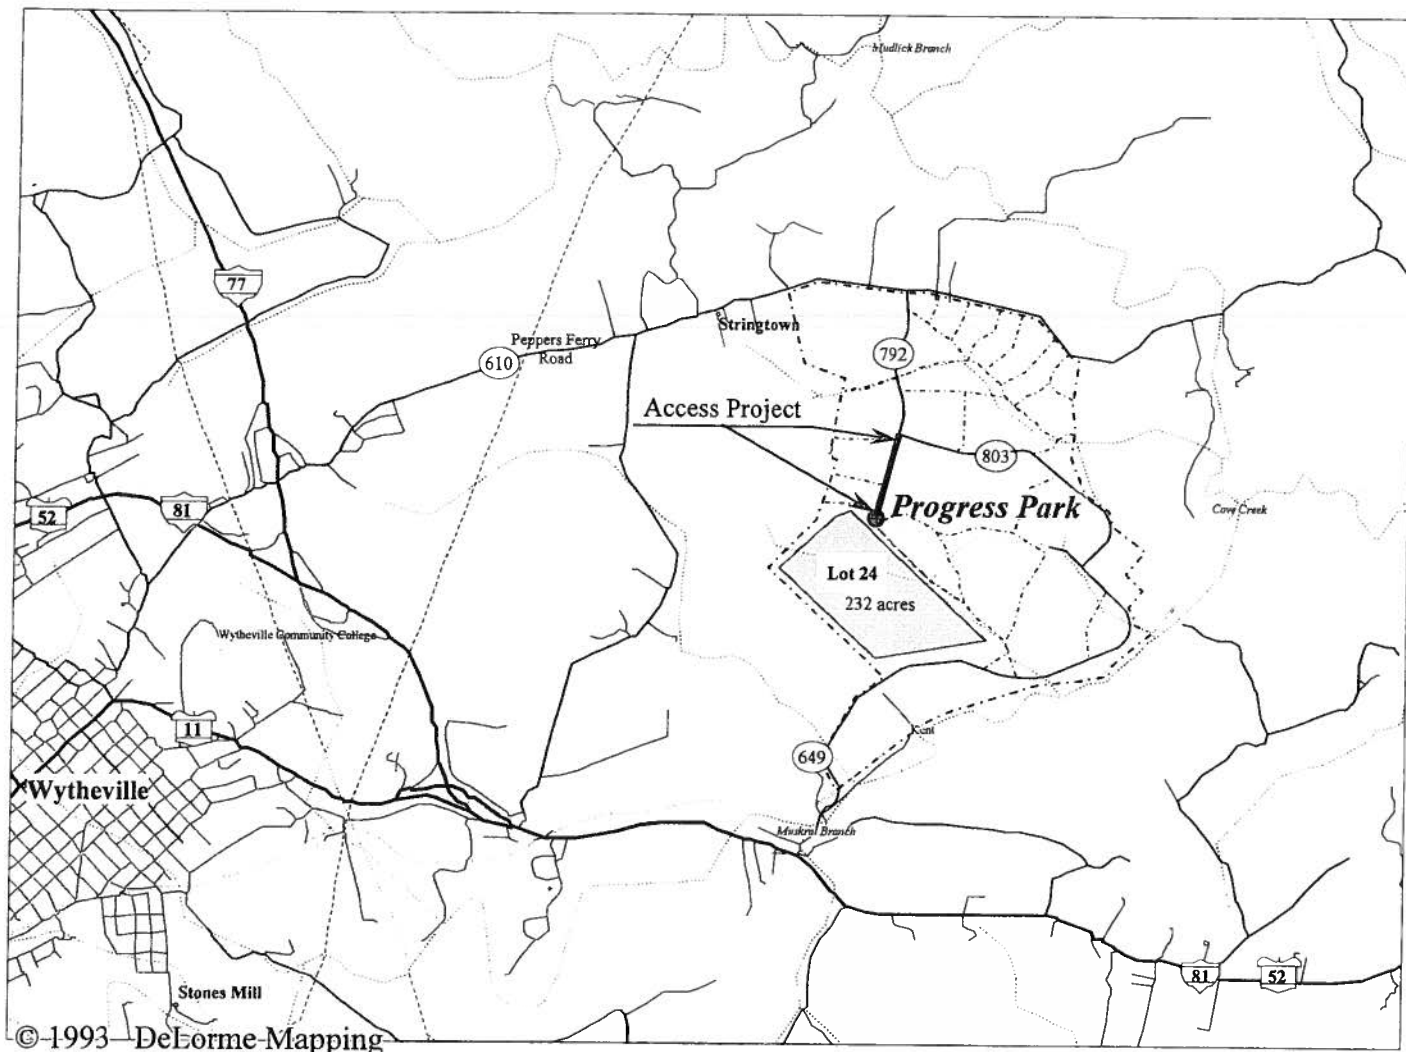 Mudlick Branch
77
Stringtown
Peppers Ferry
Road
610
792
Access Project
803
52
81
Progress Park
Cove Creek
Lot 24
232 acres
Wytheville Community College
11
Kent
649
Wytheville
Muskrat Branch
81
52
Stones Mill
© 1993 DeLorme Mapping